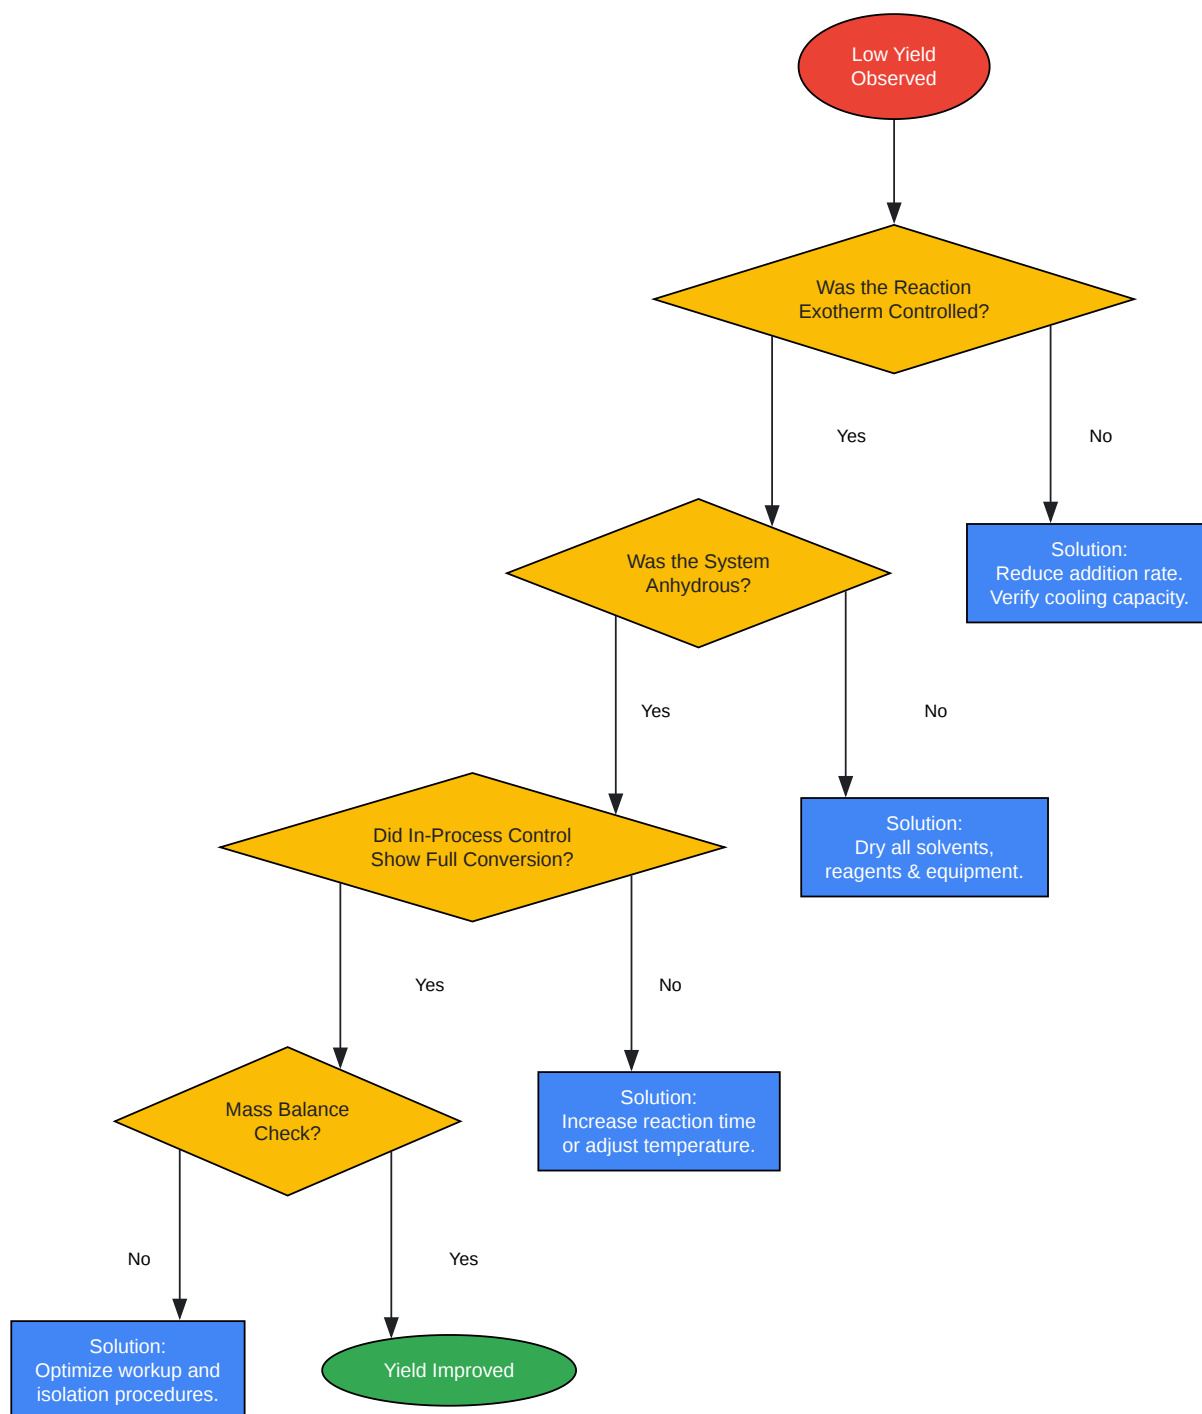 Low Yield
Observed
Was the Reaction
Exotherm Controlled?
Yes
No
Was the System
Anhydrous?
Solution:
Reduce addition rate.
Verify cooling capacity.
Yes
No
Did In-Process Control
Show Full Conversion?
Solution:
Dry all solvents,
reagents & equipment.
Yes
No
Mass Balance
Check?
Solution:
Increase reaction time
or adjust temperature.
No
Yes
Solution:
Optimize workup and
isolation procedures.
Yield Improved